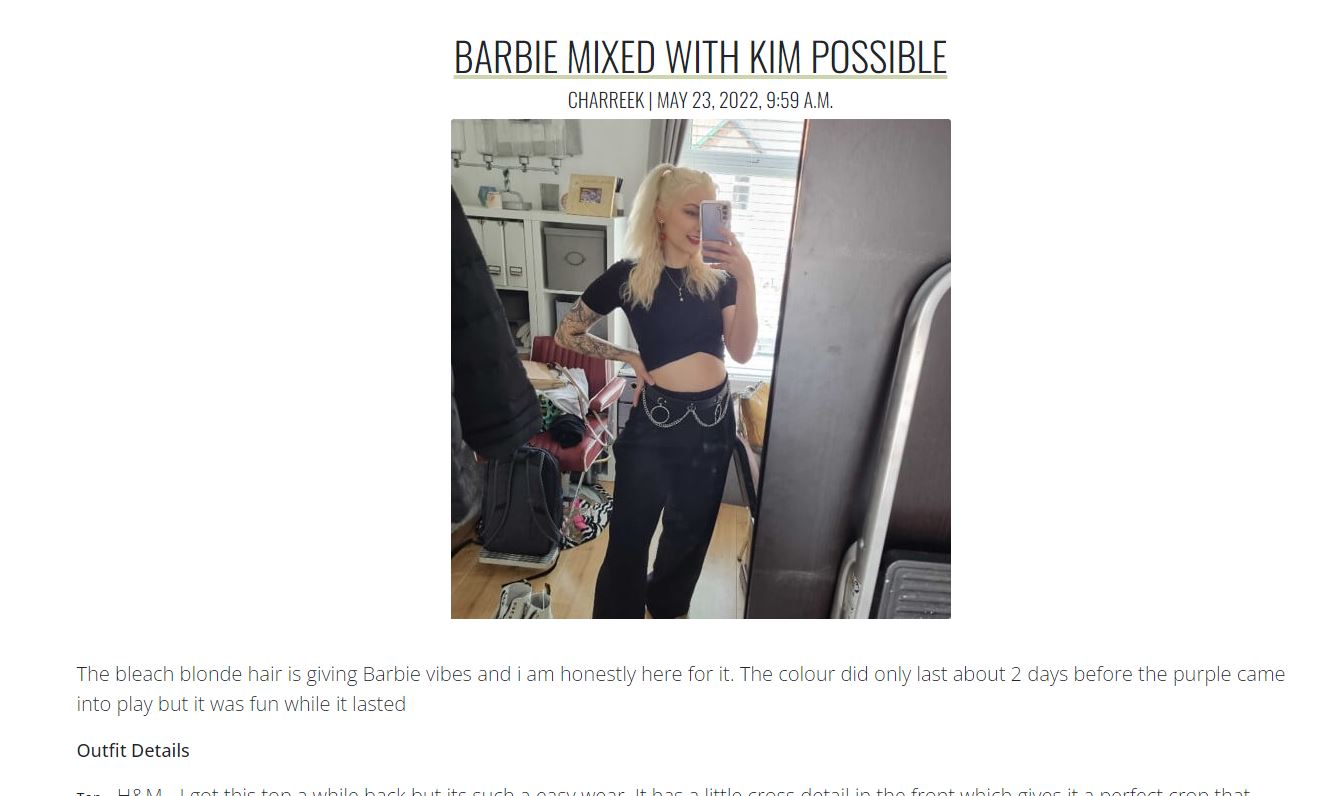 BARBIE MIXED WITH KIM POSSIBLE
CHARREEK | MAY 23, 2022, 9:59 A.M.
The bleach blonde hair is giving Barbie vibes and i am honestly here for it. The colour did only last about 2 days before the purple came
into play but it was fun while it lasted
Outfit Details
Top - H&M - I got this top a while back but its such a easy wear. It has a little cross detail in the front which gives it a perfect crop that